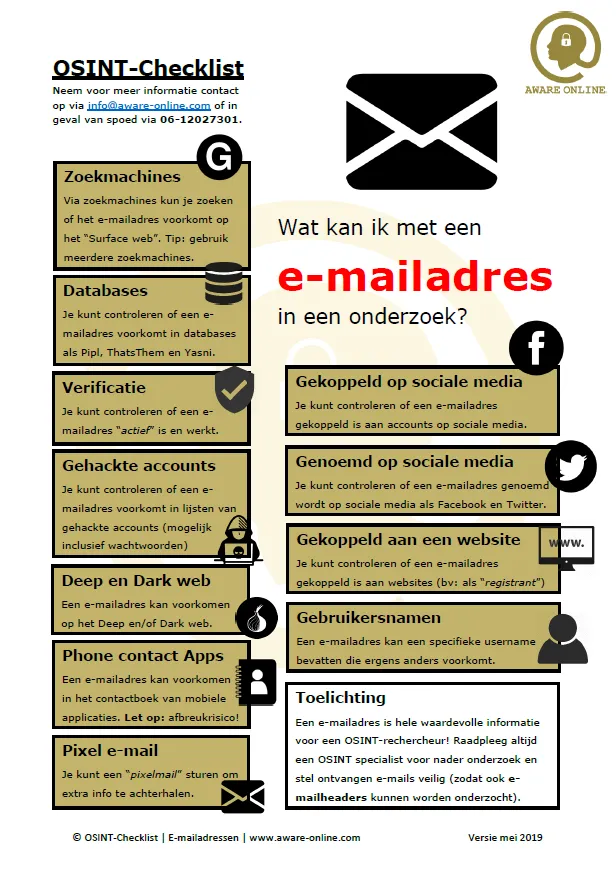 OSINT-Checklist
Neem voor meer informatie contact
op via info@aware-online.com of in
geval van spoed via 06-12027301.
AWARE ONLINE
G
Zoekmachines
Via zoekmachines kun je zoeken
of het e-mailadres voorkomt op
het “Surface web”. Tip: gebruik
meerdere zoekmachines.
Databases
Je kunt controleren of een e-
mailadres voorkomt in databases
als Pipl, ThatsThem en Yasni.
Verificatie
Je kunt controleren of een e-
mailadres “actief” is en werkt.
Gehackte accounts
Je kunt controleren of een e-
mailadres voorkomt in lijsten van
gehackte accounts (mogelijk
inclusief wachtwoorden)
Deep en Dark web
Een e-mailadres kan voorkomen
op het Deep en/of Dark web.
Phone contact Apps
Een e-mailadres kan voorkomen
in het contactboek van mobiele
applicaties. Let op: afbreukrisico!
Pixel e-mail
Je kunt een “pixelmail” sturen om
extra info te achterhalen.
Wat kan ik met een
e-mailadres
in een onderzoek?
f
Gekoppeld op sociale media
Je kunt controleren of een e-mailadres
gekoppeld is aan accounts op sociale media.
Genoemd op sociale media
Je kunt controleren of een e-mailadres genoemd
wordt op sociale media als Facebook en Twitter.
Gekoppeld aan een website
www.
Je kunt controleren of een e-mailadres
gekoppeld is aan websites (bv: als “registrant”)
Gebruikersnamen
Een e-mailadres kan een specifieke username
bevatten die ergens anders voorkomt.
Toelichting
Een e-mailadres is hele waardevolle informatie
voor een OSINT-rechercheur! Raadpleeg altijd
een OSINT specialist voor nader onderzoek en
stel ontvangen e-mails veilig (zodat ook e-
mailheaders kunnen worden onderzocht).
© OSINT-Checklist | E-mailadressen | www.aware-online.com
Versie mei 2019